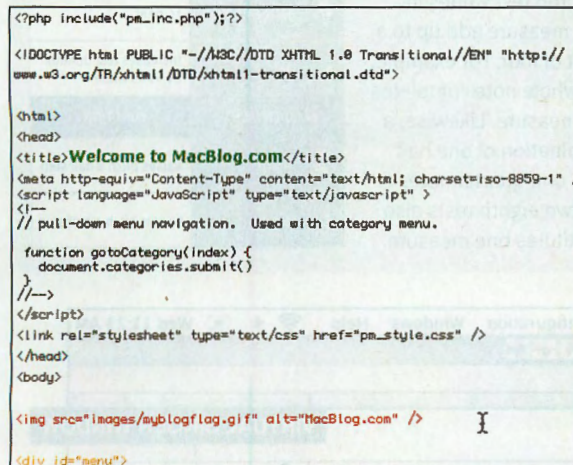 <?php include("pm_inc.php");?>
<!DOCTYPE html PUBLIC "-//W3C//DTD XHTML 1.0 Transitional//EN" "http://
www.w3.org/TR/xhtml1/DTD/xhtml1-transitional.dtd">
<html>
<head>
<title>Welcome to MacBlog.com</title>
<meta http-equiv="Content-Type" content="text/html; charset=iso-8859-1"
<script language="JavaScript" type="text/javascript" >
<!--
// pull-down menu navigation. Used with category menu.
function gotoCategory(index) {
document.categories.submit()
}
//-->
</script>
<link rel="stylesheet" type="text/css" href="pm_style.css" />
</head>
<body>
<img src="images/myblogflag.gif" alt="MacBlog.com" />
<div id="menu">